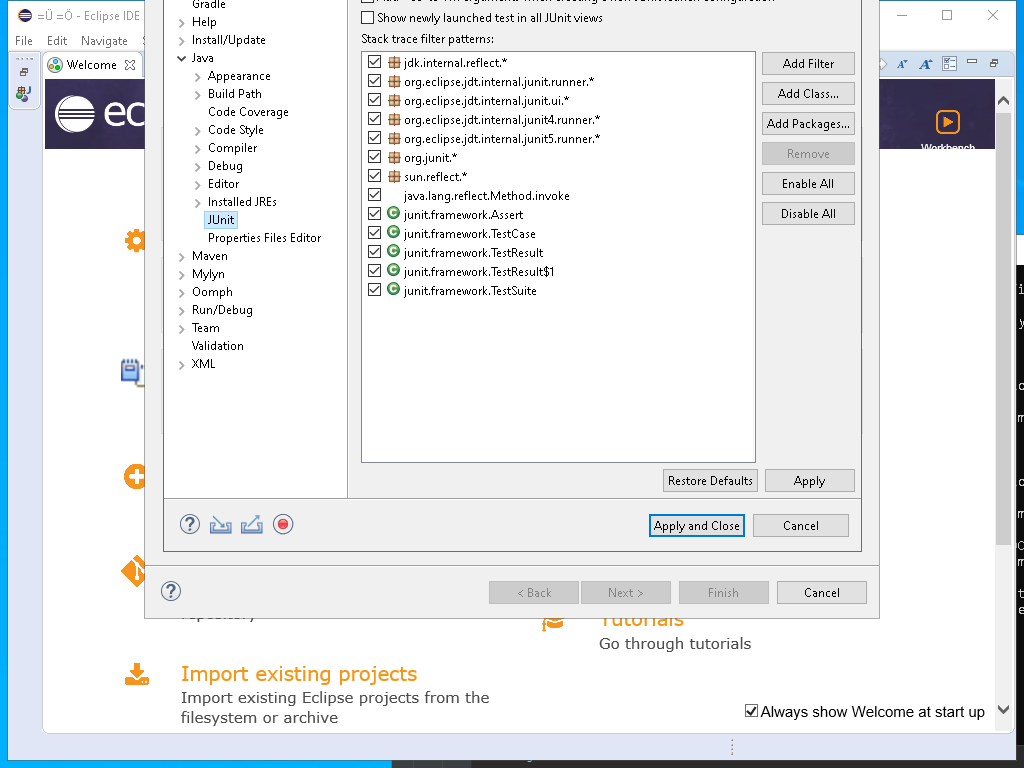 =Ü =Ö - Eclipse IDE
File Edit Navigate
Welcome
Workbench
Gradle
Help
Install/Update
Java
Appearance
Build Path
Code Coverage
Code Style
Compiler
Debug
Editor
Installed JREs
JUnit
Properties Files Editor
Maven
Mylyn
Oomph
Run/Debug
Team
Validation
XML
Show newly launched test in all JUnit views
Stack trace filter patterns:
jdk.internal.reflect.*
org.eclipse.jdt.internal.junit.runner.*
org.eclipse.jdt.internal.junit.ui.*
org.eclipse.jdt.internal.junit4.runner.*
org.eclipse.jdt.internal.junit5.runner.*
org.junit.*
sun.reflect.*
java.lang.reflect.Method.invoke
junit.framework.Assert
junit.framework.TestCase
junit.framework.TestResult
junit.framework.TestResult$1
junit.framework.TestSuite
Add Filter
Add Class...
Add Packages...
Remove
Enable All
Disable All
Restore Defaults Apply
Apply and Close Cancel
< Back Next > Finish Cancel
repository
Tutorials
Go through tutorials
Import existing projects
Import existing Eclipse projects from the
filesystem or archive
Always show Welcome at start up